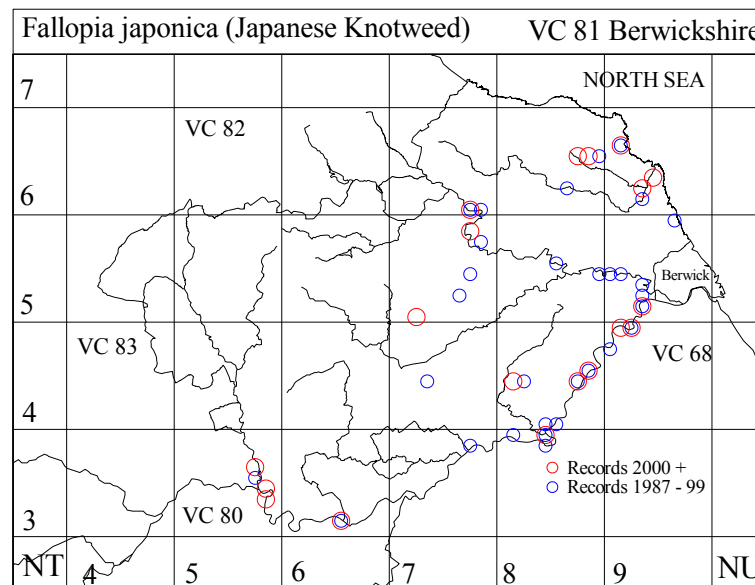 Fallopia japonica (Japanese Knotweed) VC 81 Berwickshire
7
NORTH SEA
VC 82
6
Berwick
5
VC 83
VC 68
4
Records 2000 +
Records 1987 - 99
VC 80
3
NT 4 5 6 7 8 9 NU